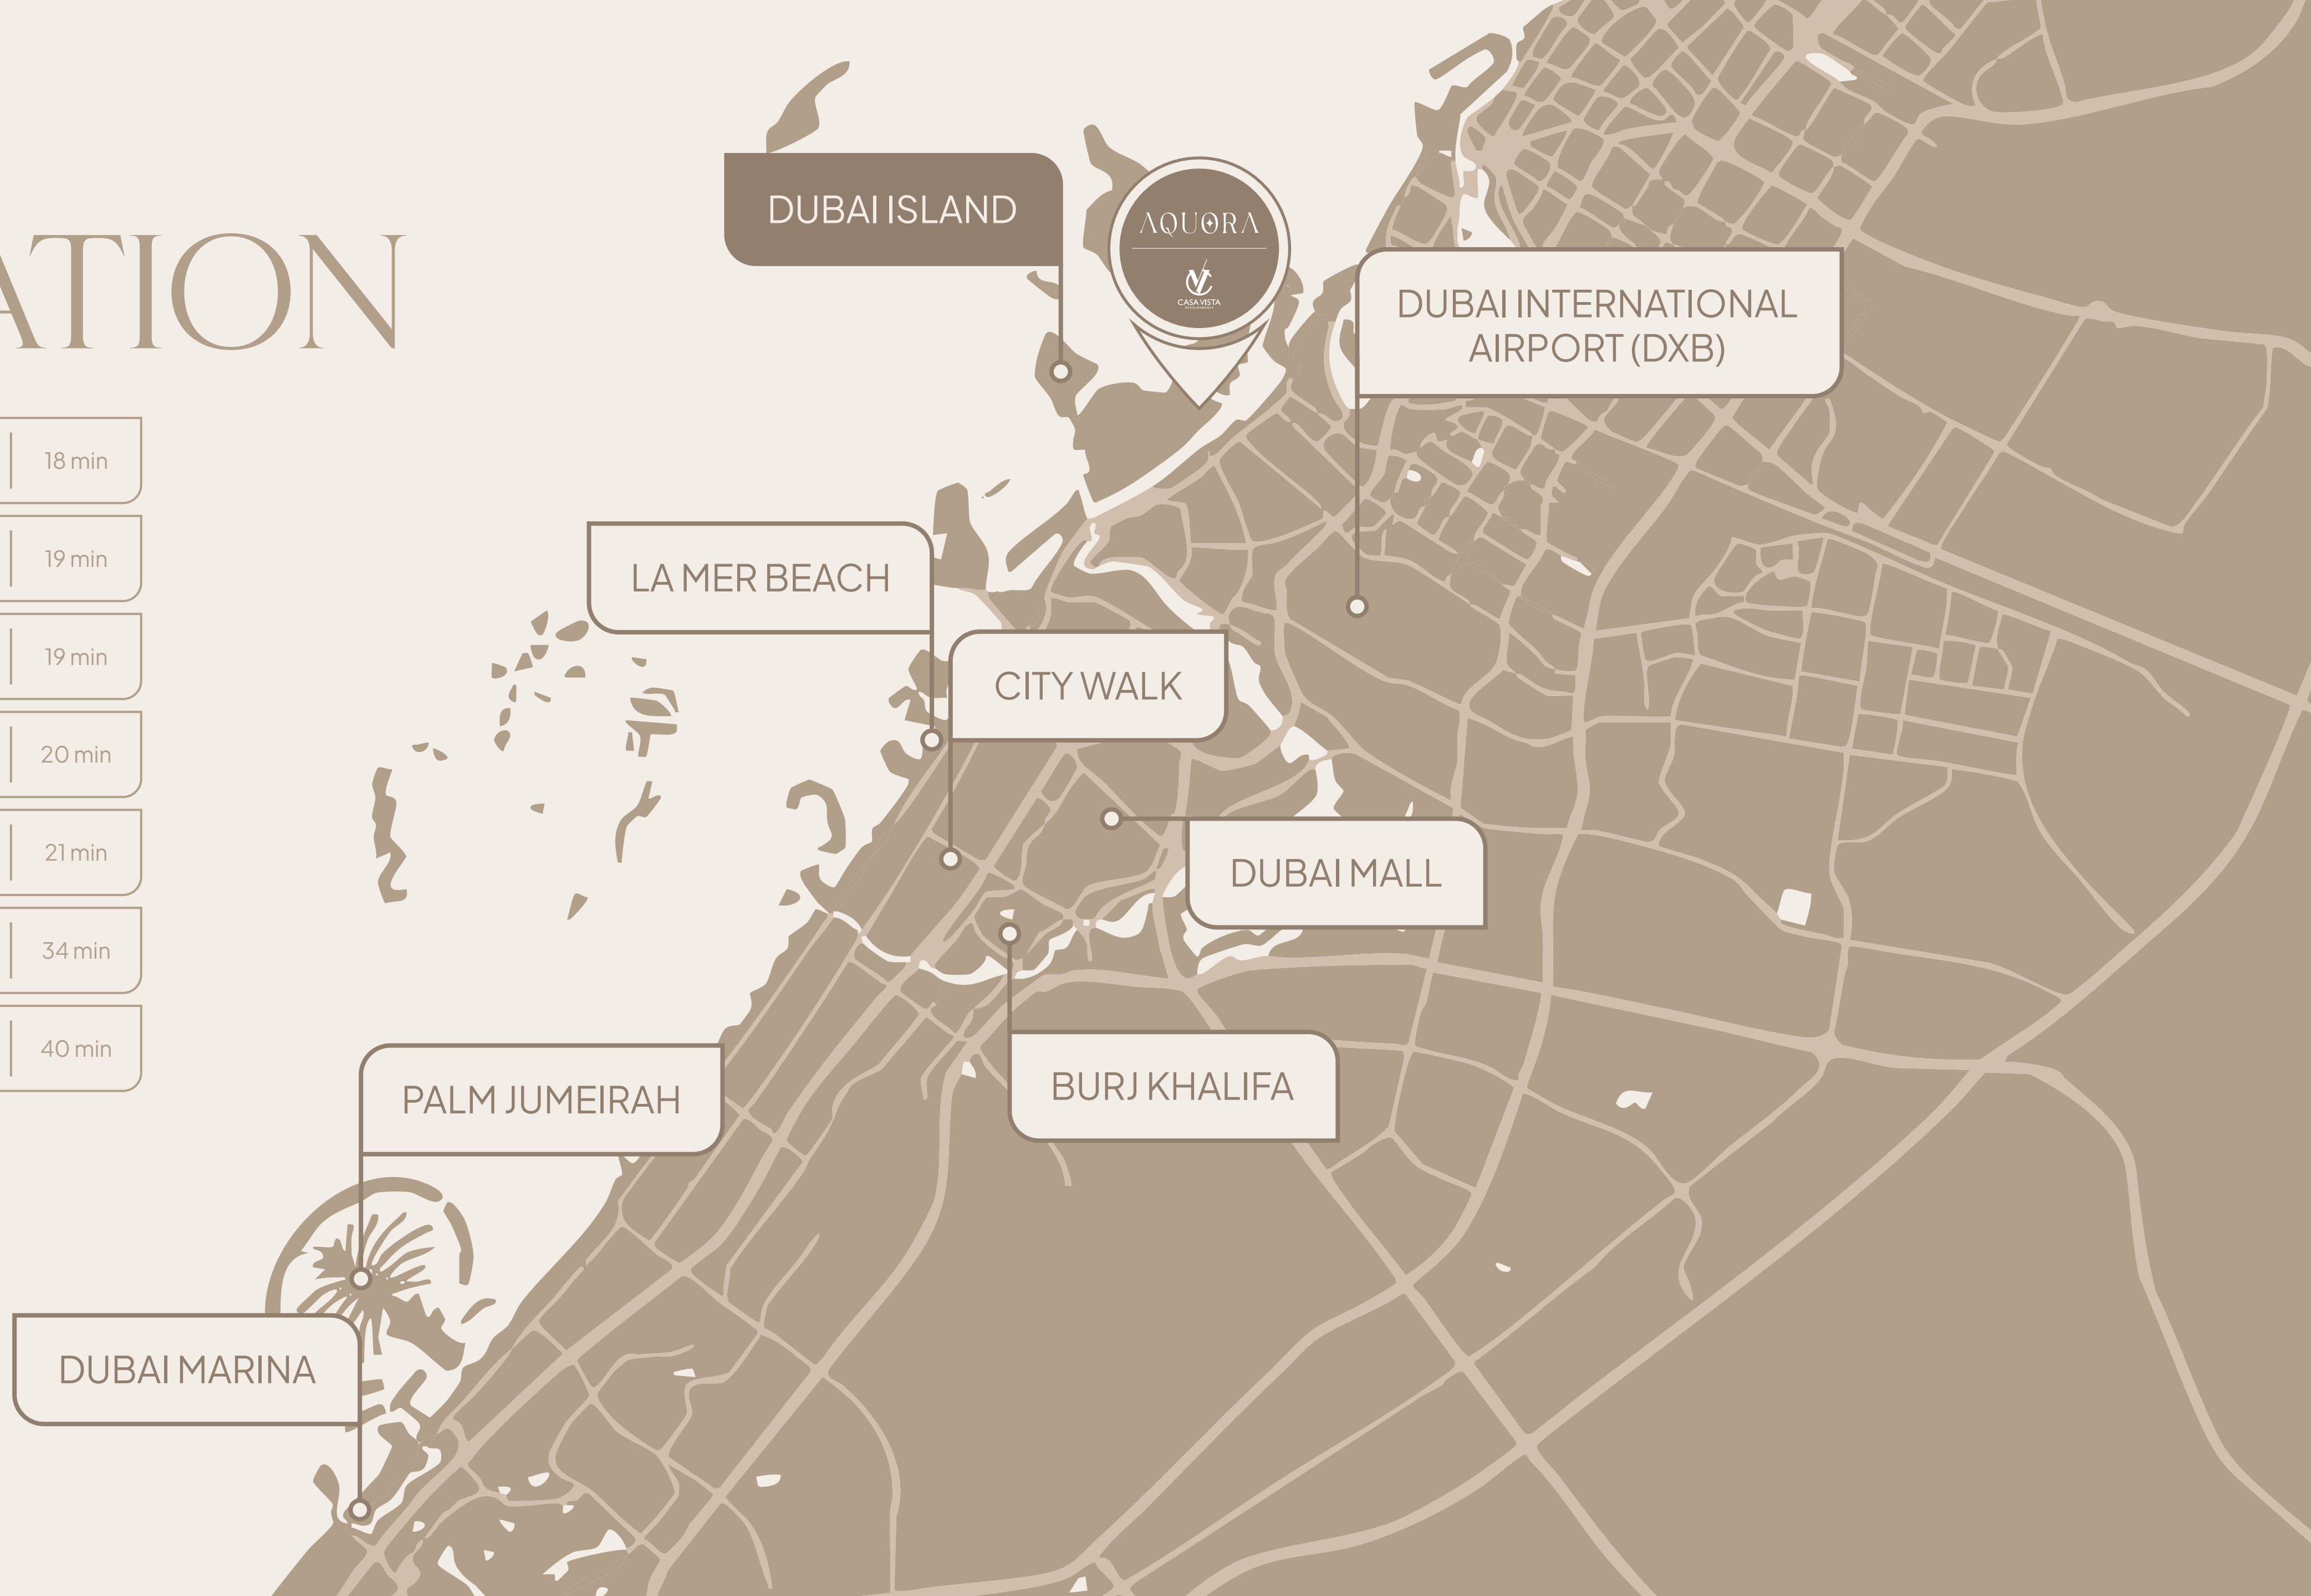 ATION
18 min
19 min
19 min
20 min
21 min
34 min
40 min
DUBAI ISLAND
AQUORA
CASA VISTA
DEVELOPMENTS
DUBAI INTERNATIONAL
AIRPORT (DXB)
LA MER BEACH
CITY WALK
DUBAI MALL
BURJ KHALIFA
PALM JUMEIRAH
DUBAI MARINA